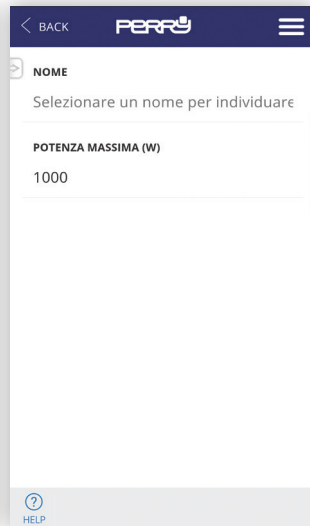 BACK PERRY
NOME
Selezionare un nome per individuare
POTENZA MASSIMA (W)
1000
HELP